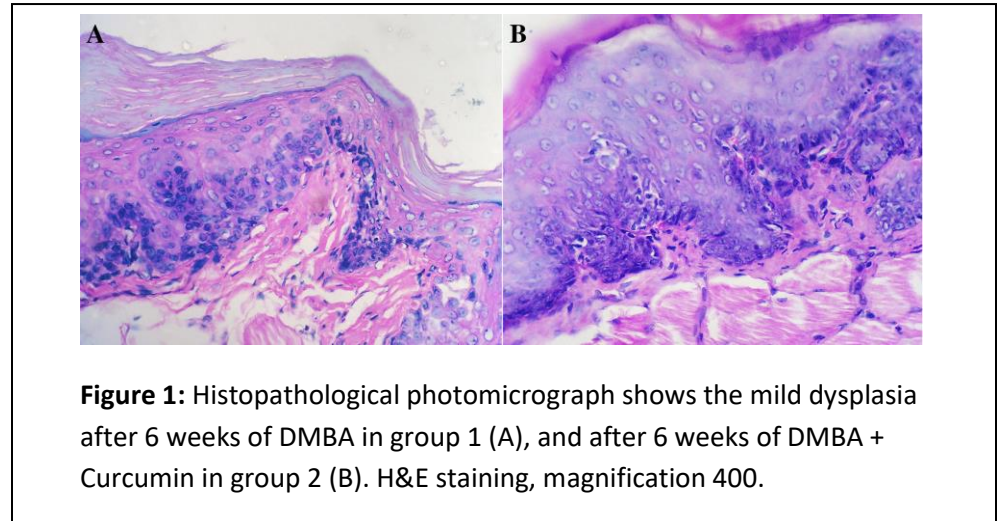 A
B
Figure 1: Histopathological photomicrograph shows the mild dysplasia
after 6 weeks of DMBA in group 1 (A), and after 6 weeks of DMBA +
Curcumin in group 2 (B). H&E staining, magnification 400.